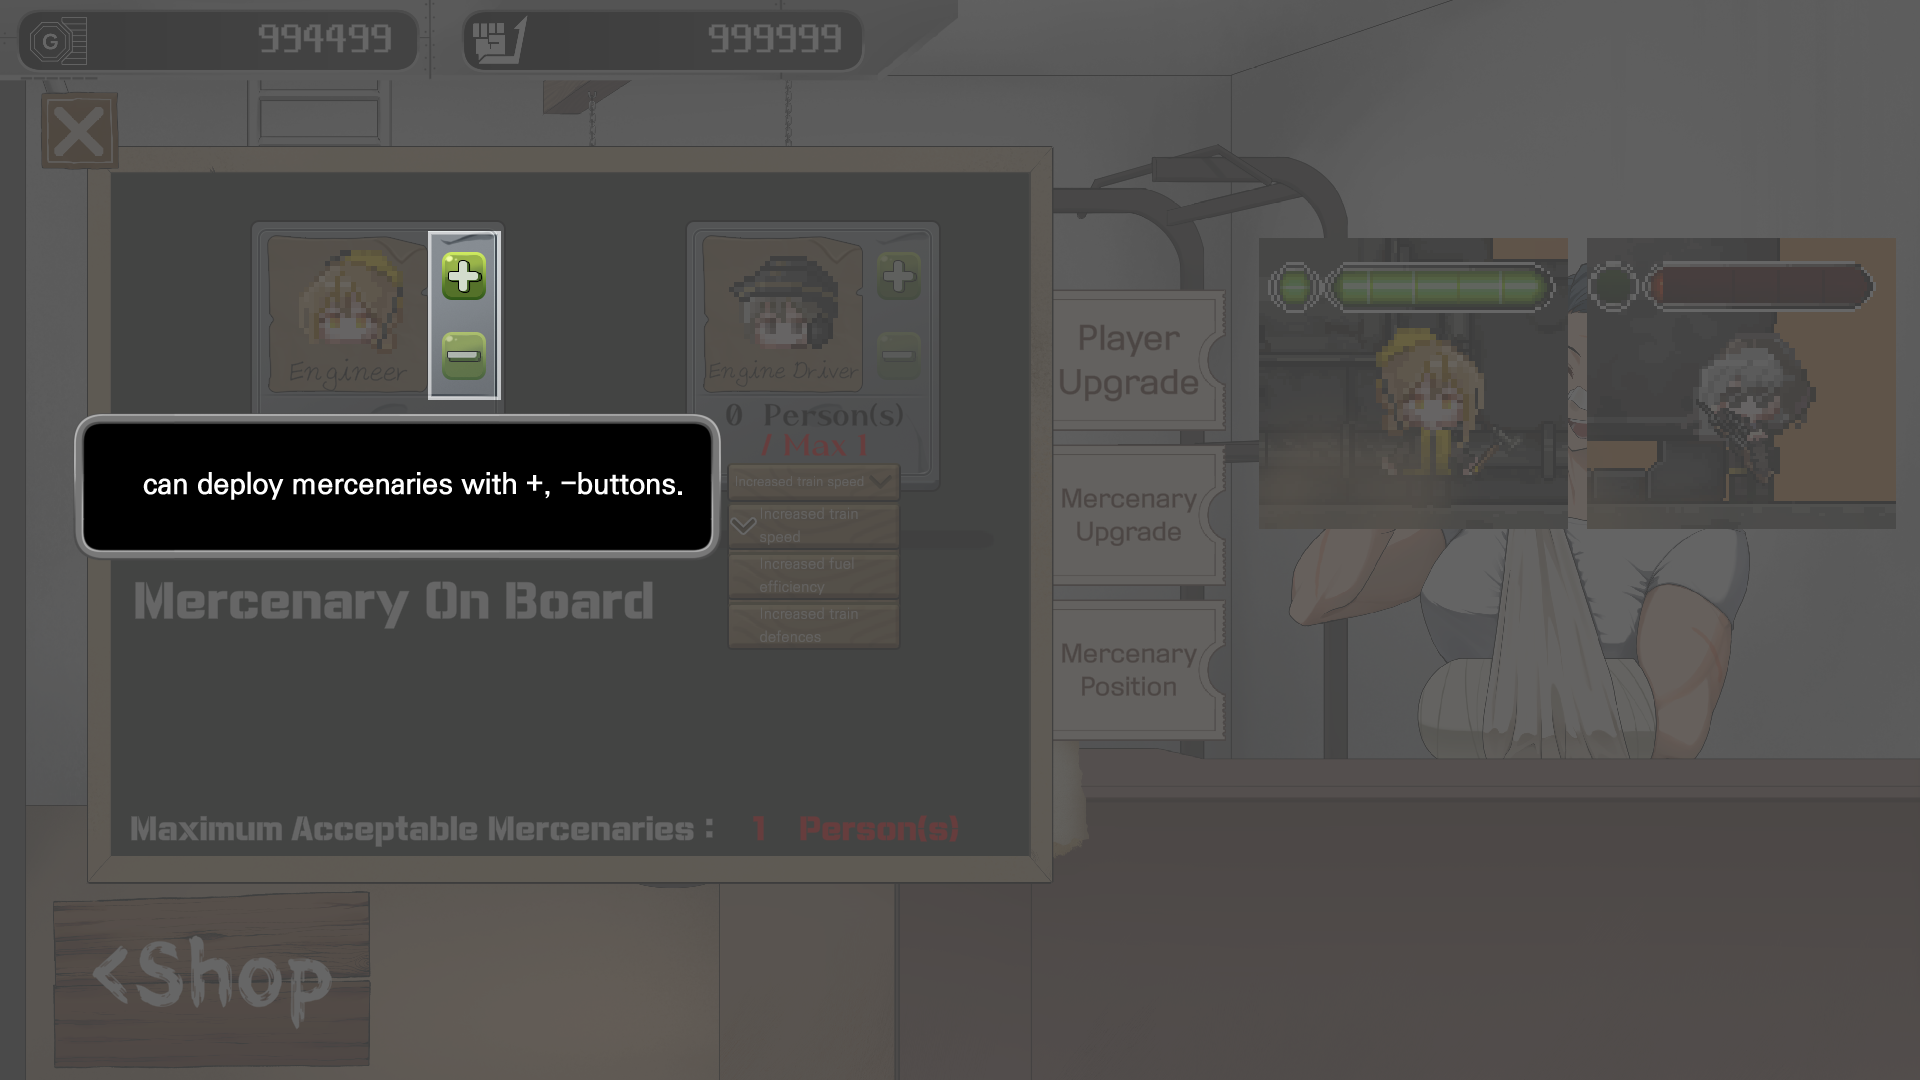 G 994499
999999
Engineer
Engine Driver
0 Person(s)
/ Max 1
can deploy mercenaries with +, -buttons.
Increased train speed
Increased train
speed
Increased fuel
efficiency
Increased train
defences
Mercenary On Board
Maximum Acceptable Mercenaries : 1 Person(s)
Player
Upgrade
Mercenary
Upgrade
Mercenary
Position
<Shop